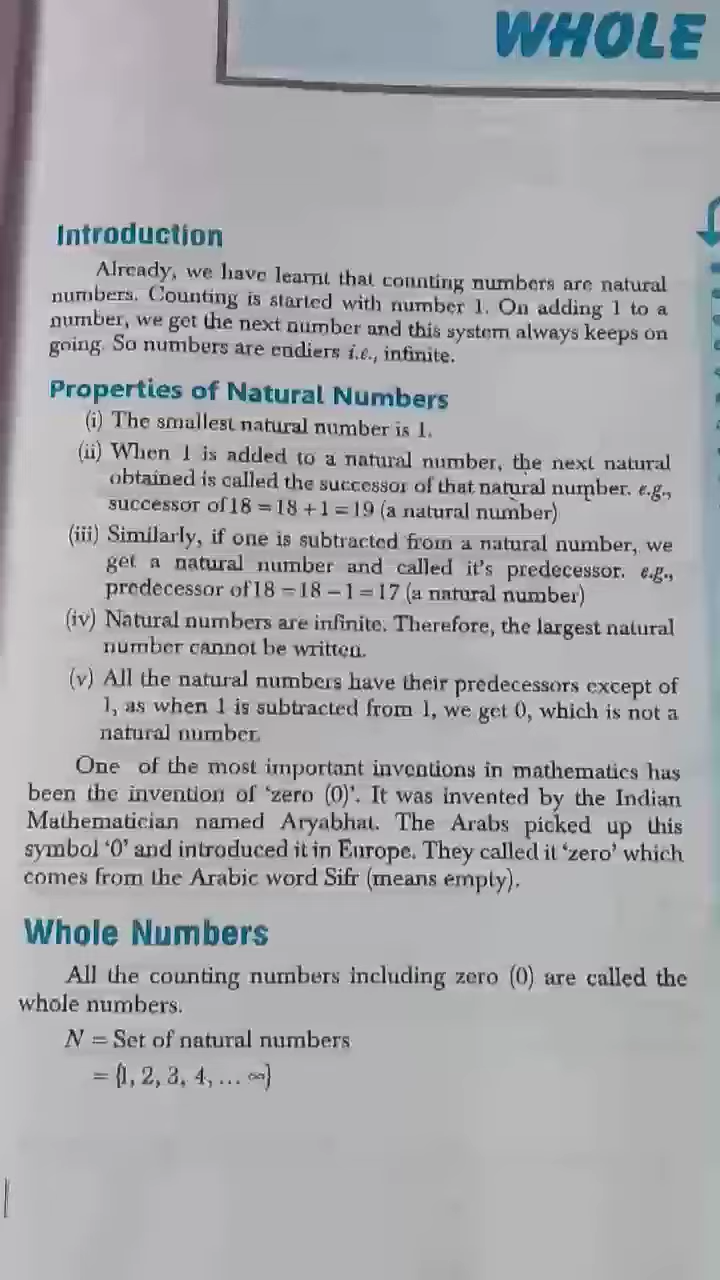 WHOLE
Introduction
Already, we have learnt that counting numbers are natural
numbers. Counting is started with number 1. On adding 1 to a
number, we get the next number and this system always keeps on
going. So numbers are endiers i.e., infinite.
Properties of Natural Numbers
(i) The smallest natural number is 1.
(ii) When 1 is added to a natural number, the next natural
obtained is called the successor of that natural number. e.g.,
successor of 18 = 18 + 1 = 19 (a natural number)
(iii) Similarly, if one is subtracted from a natural number, we
get a natural number and called it's predecessor. e.g.,
predecessor of 18 = 18 – 1 = 17 (a natural number)
(iv) Natural numbers are infinite. Therefore, the largest natural
number cannot be written.
(v) All the natural numbers have their predecessors except of
1, as when 1 is subtracted from 1, we get 0, which is not a
natural number.
One of the most important inventions in mathematics has
been the invention of ‘zero (0)’. It was invented by the Indian
Mathematician named Aryabhat. The Arabs picked up this
symbol ‘0’ and introduced it in Europe. They called it ‘zero’ which
comes from the Arabic word Sifr (means empty).
Whole Numbers
All the counting numbers including zero (0) are called the
whole numbers.
N = Set of natural numbers
= {1, 2, 3, 4, ... ∞}